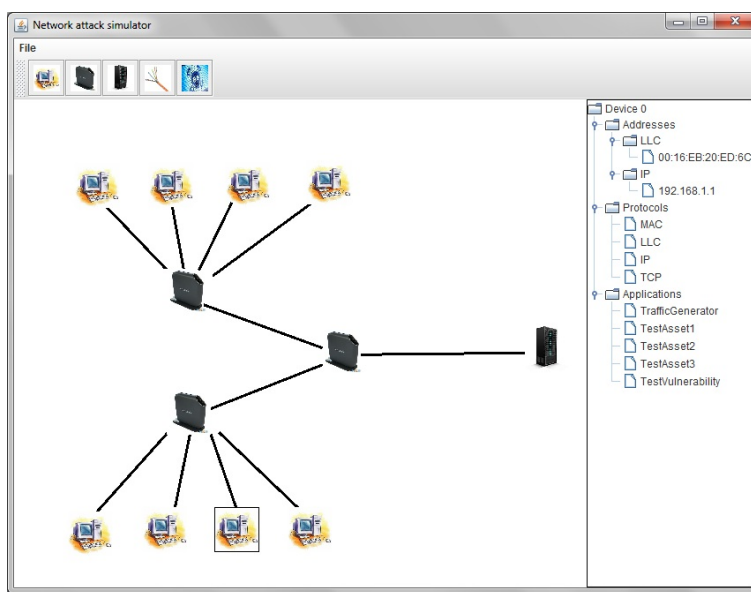 Network attack simulator
File
Device 0
Addresses
LLC
00:16:EB:20:ED:6C
IP
192.168.1.1
Protocols
MAC
LLC
IP
TCP
Applications
TrafficGenerator
TestAsset1
TestAsset2
TestAsset3
TestVulnerability